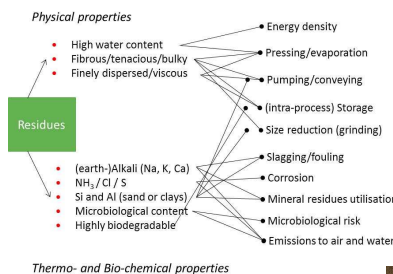 Physical properties
High water content
Fibrous/tenacious/bulky
Finely dispersed/viscous
Residues
(earth-)Alkali (Na, K, Ca)
NH₃ / Cl / S
Si and Al (sand or clays)
Microbiological content
Highly biodegradable
Thermo- and Bio-chemical properties
Energy density
Pressing/evaporation
Pumping/conveying
(intra-process) Storage
Size reduction (grinding)
Slagging/fouling
Corrosion
Mineral residues utilisation
Microbiological risk
Emissions to air and water